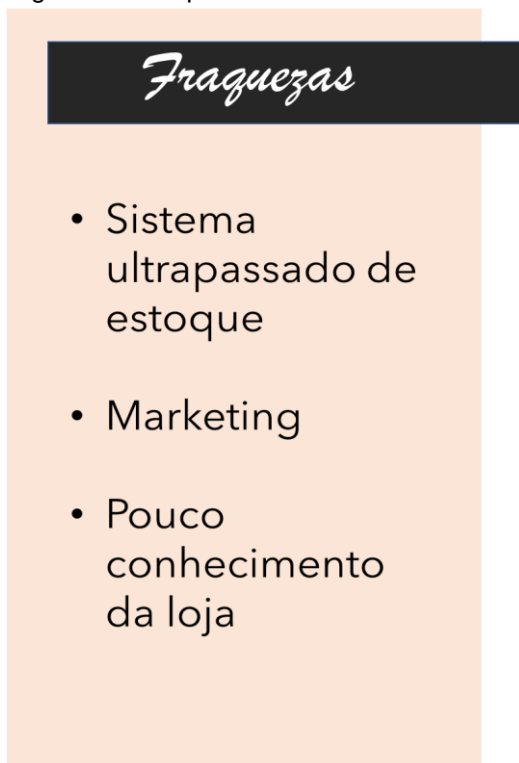 Fraquezas
• Sistema
ultrapassado de
estoque
• Marketing
• Pouco
conhecimento
da loja